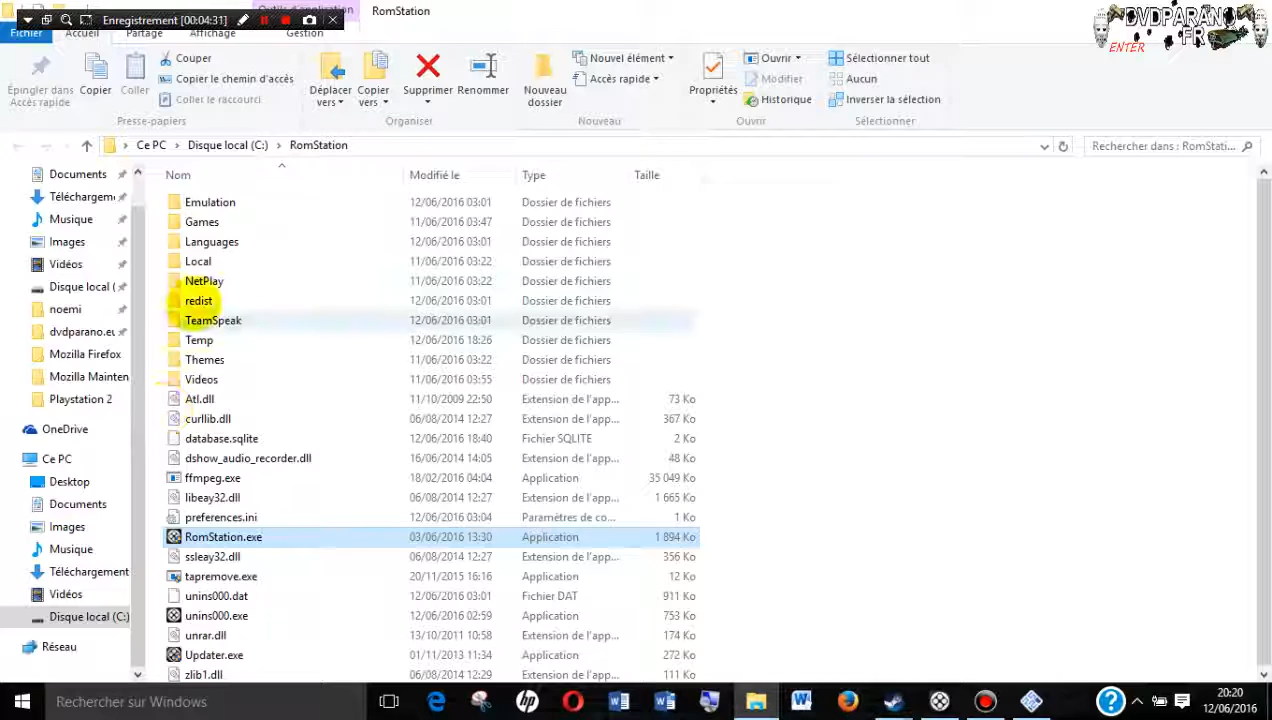 Outils d'application
RomStation
Enregistrement [00:04:31]
Fichier
Accueil
Partage
Affichage
Gestion
DVDPARANO
FR
ENTER
Épingler dans
Accès rapide
Copier
Coller
Couper
Copier le chemin d'accès
Coller le raccourci
Presse-papiers
Déplacer
vers
Copier
vers
Supprimer
Renommer
Organiser
Nouveau
dossier
Nouvel élément
Accès rapide
Nouveau
Propriétés
Ouvrir
Modifier
Historique
Ouvrir
Sélectionner tout
Aucun
Inverser la sélection
Sélectionner
Ce PC > Disque local (C:) > RomStation
Rechercher dans : RomStati...
Documents
Téléchargem
Musique
Images
Vidéos
Disque local (
noemi
dvdparano.eu
Mozilla Firefox
Mozilla Mainten
Playstation 2
OneDrive
Ce PC
Desktop
Documents
Images
Musique
Téléchargement
Vidéos
Disque local (C:)
Réseau
Nom Modifié le Type Taille
Emulation 12/06/2016 03:01 Dossier de fichiers
Games 11/06/2016 03:47 Dossier de fichiers
Languages 12/06/2016 03:01 Dossier de fichiers
Local 11/06/2016 03:22 Dossier de fichiers
NetPlay 11/06/2016 03:22 Dossier de fichiers
redist 12/06/2016 03:01 Dossier de fichiers
TeamSpeak 12/06/2016 03:01 Dossier de fichiers
Temp 12/06/2016 18:26 Dossier de fichiers
Themes 11/06/2016 03:22 Dossier de fichiers
Videos 11/06/2016 03:55 Dossier de fichiers
Atl.dll 11/10/2009 22:50 Extension de l'app... 73 Ko
curllib.dll 06/08/2014 12:27 Extension de l'app... 367 Ko
database.sqlite 12/06/2016 18:40 Fichier SQLITE 2 Ko
dshow_audio_recorder.dll 16/06/2014 14:05 Extension de l'app... 48 Ko
ffmpeg.exe 18/02/2016 04:04 Application 35 049 Ko
libeay32.dll 06/08/2014 12:27 Extension de l'app... 1 665 Ko
preferences.ini 12/06/2016 03:04 Paramètres de co... 1 Ko
RomStation.exe 03/06/2016 13:30 Application 1 894 Ko
ssleay32.dll 06/08/2014 12:27 Extension de l'app... 356 Ko
tapremove.exe 20/11/2015 16:16 Application 12 Ko
unins000.dat 12/06/2016 03:01 Fichier DAT 911 Ko
unins000.exe 12/06/2016 02:59 Application 753 Ko
unrar.dll 13/10/2011 10:58 Extension de l'app... 174 Ko
Updater.exe 01/11/2013 11:34 Application 272 Ko
zlib1.dll 06/08/2014 12:29 Extension de l'app... 111 Ko
Rechercher sur Windows
20:20
12/06/2016